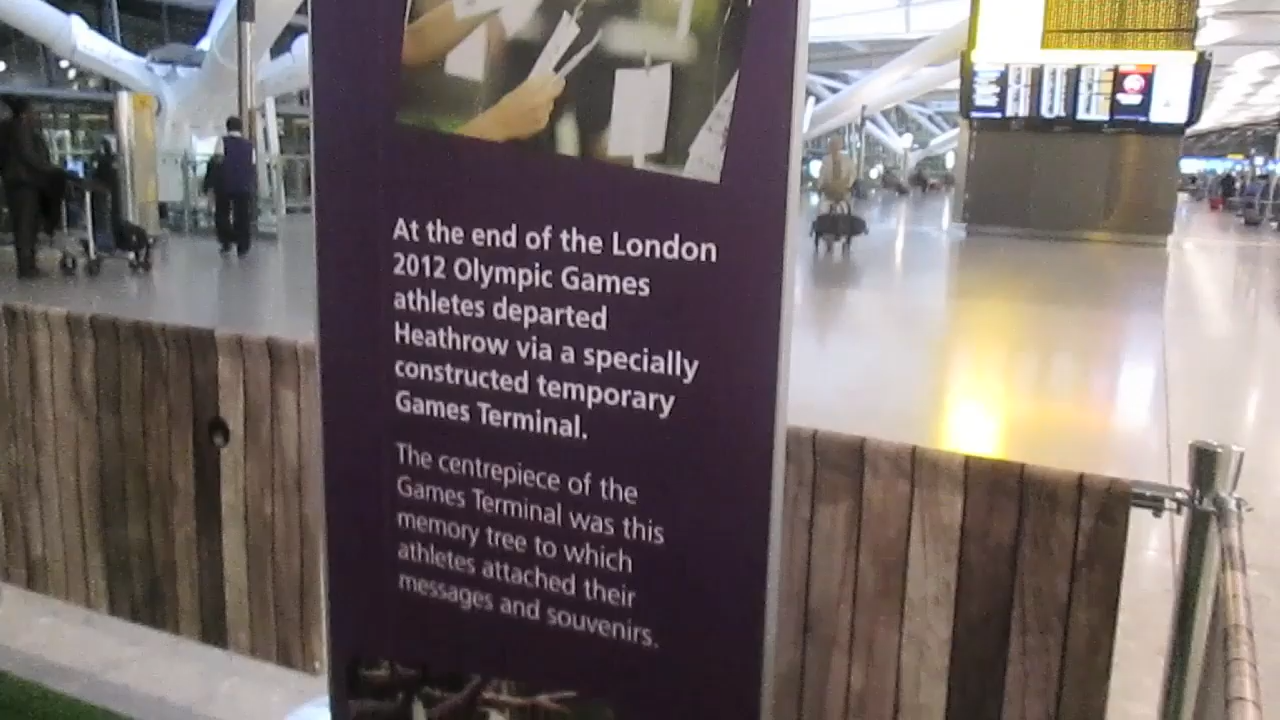 At the end of the London
2012 Olympic Games
athletes departed
Heathrow via a specially
constructed temporary
Games Terminal.
The centrepiece of the
Games Terminal was this
memory tree to which
athletes attached their
messages and souvenirs.